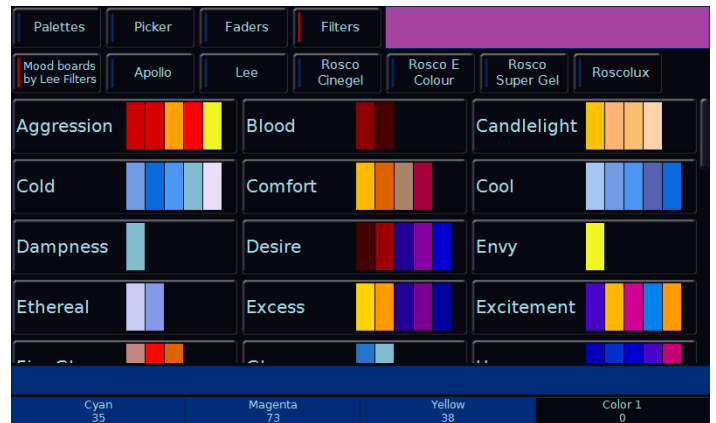 Palettes
Picker
Faders
Filters
Mood boards
by Lee Filters
Apollo
Lee
Rosco
Cinegel
Rosco E
Colour
Rosco
Super Gel
Roscolux
Aggression
Blood
Candlelight
Cold
Comfort
Cool
Dampness
Desire
Envy
Ethereal
Excess
Excitement
Cyan
35
Magenta
73
Yellow
38
Color 1
0